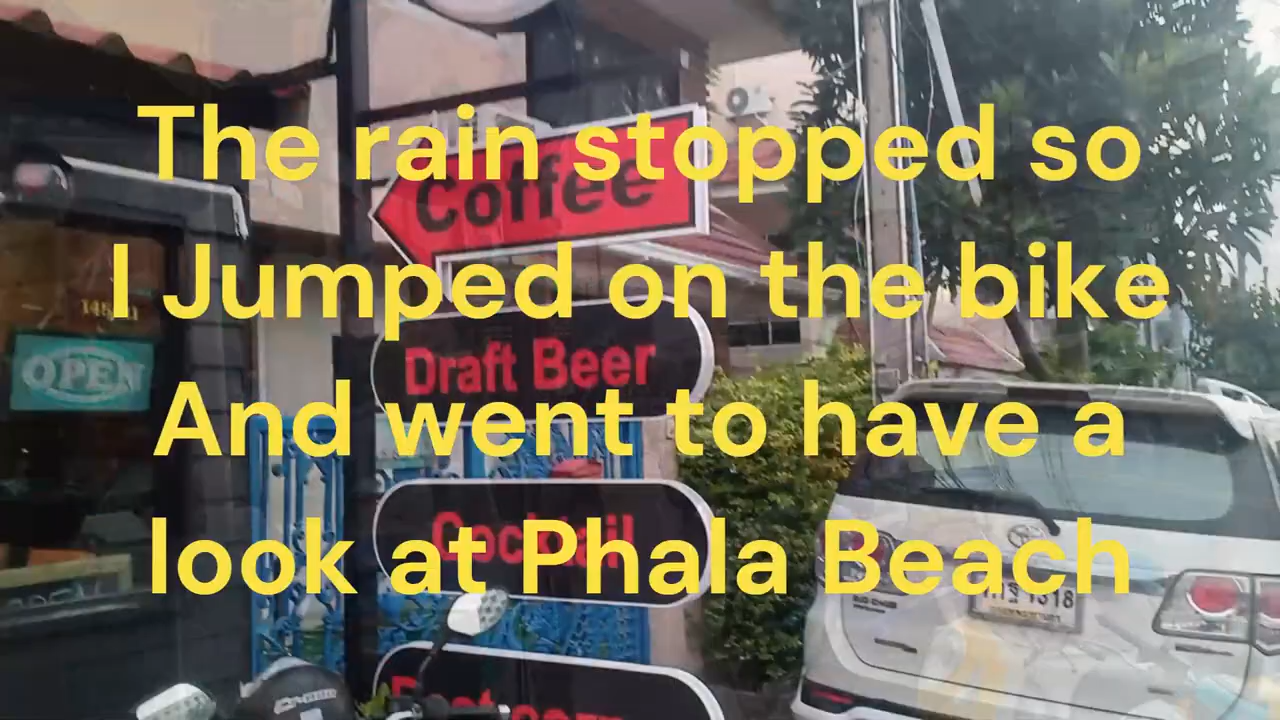 The rain stopped so
I Jumped on the bike
And went to have a
look at Phala Beach
Coffee
Draft Beer
Cocktail
OPEN